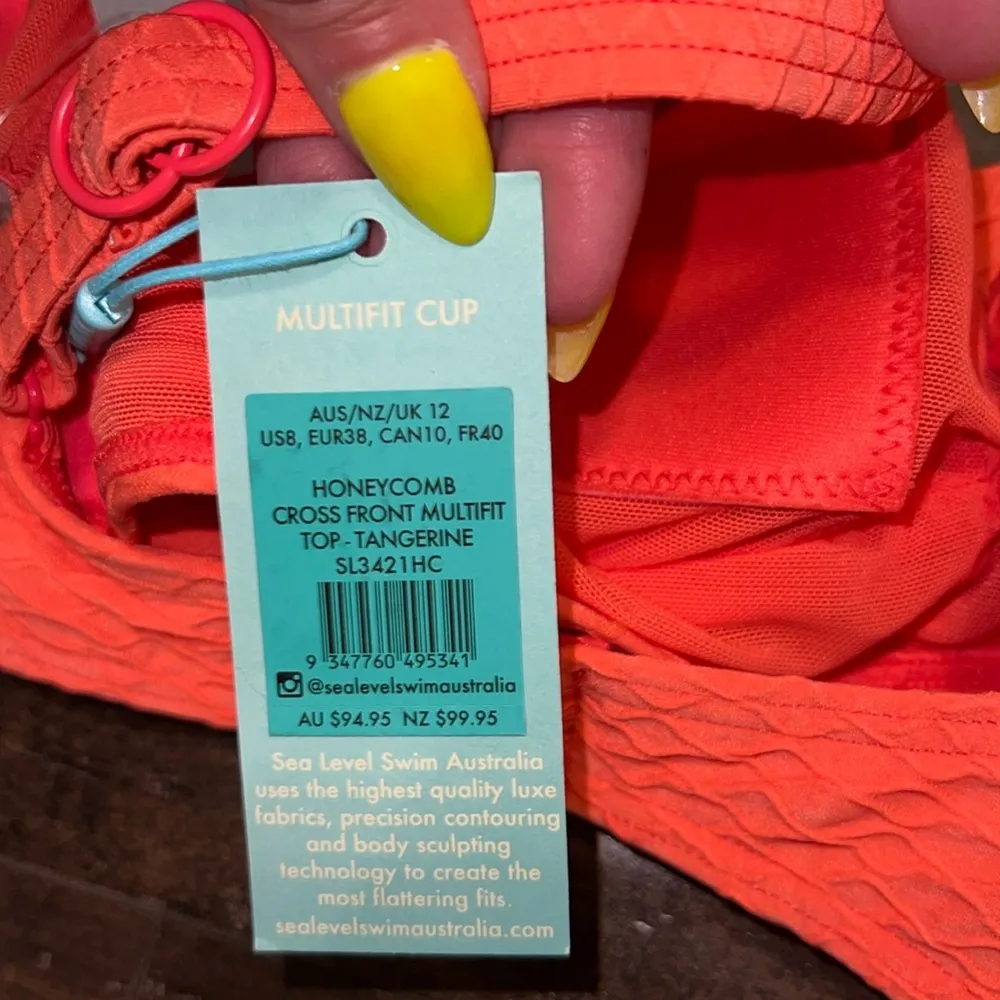 MULTIFIT CUP
AUS/NZ/UK 12
US8, EUR38, CAN10, FR40
HONEYCOMB
CROSS FRONT MULTIFIT
TOP - TANGERINE
SL3421HC
9 347760 495341
@sealevelswimaustralia
AU $94.95 NZ $99.95
Sea Level Swim Australia
uses the highest quality luxe
fabrics, precision contouring
and body sculpting
technology to create the
most flattering fits.
sealevelswimaustralia.com